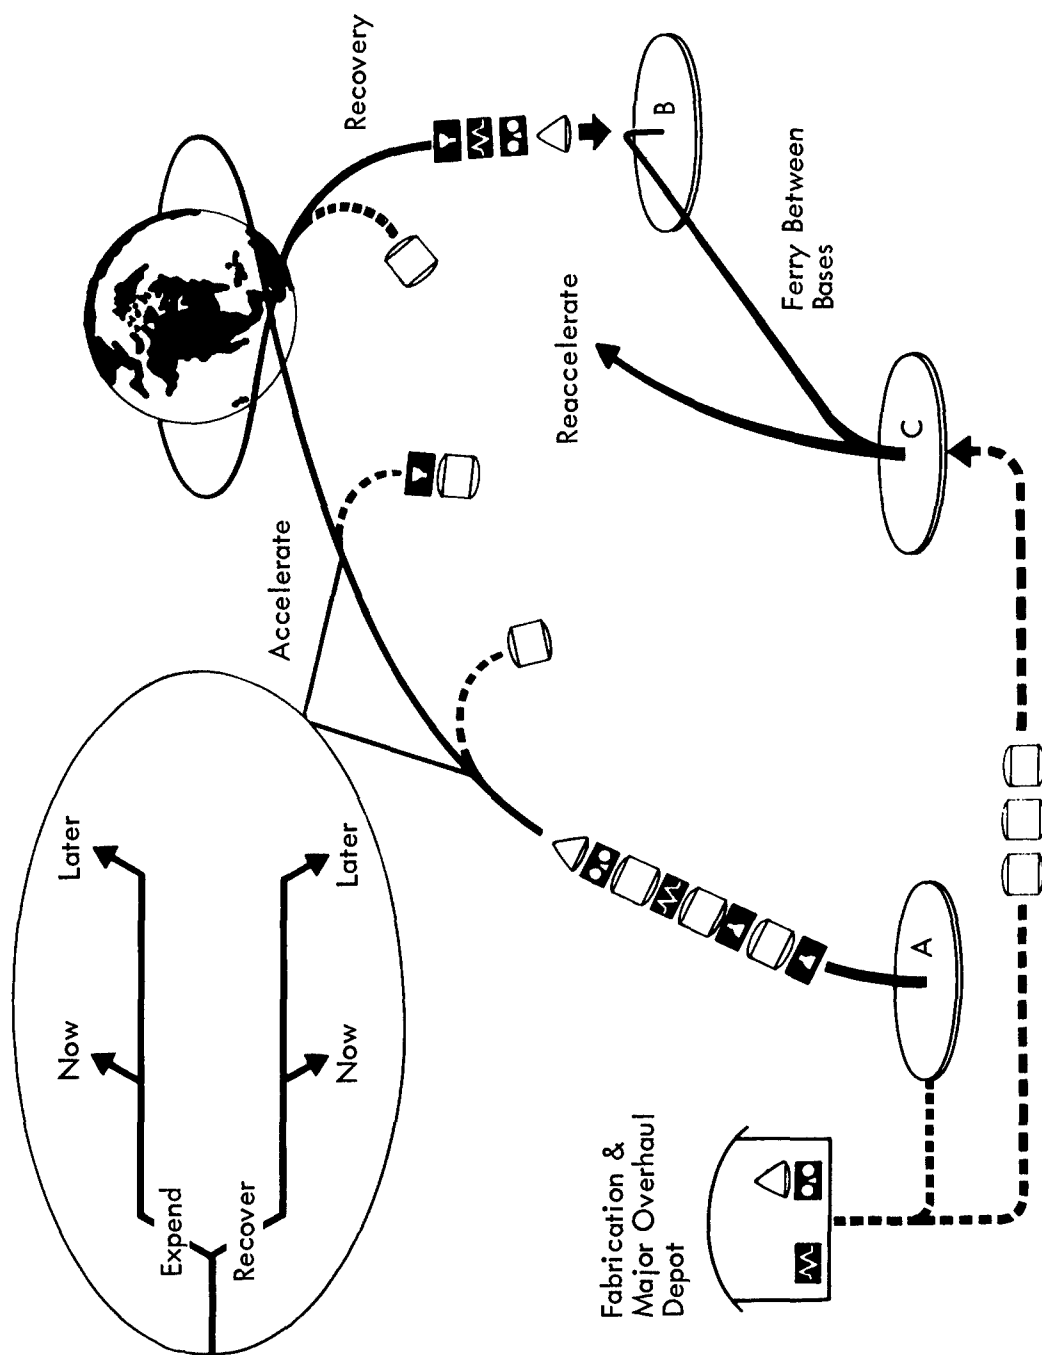 Expend
Recover
Now
Later
Now
Later
Accelerate
Recovery
Reaccelerate
Ferry Between
Bases
Fabrication &
Major Overhaul
Depot
A
C
B